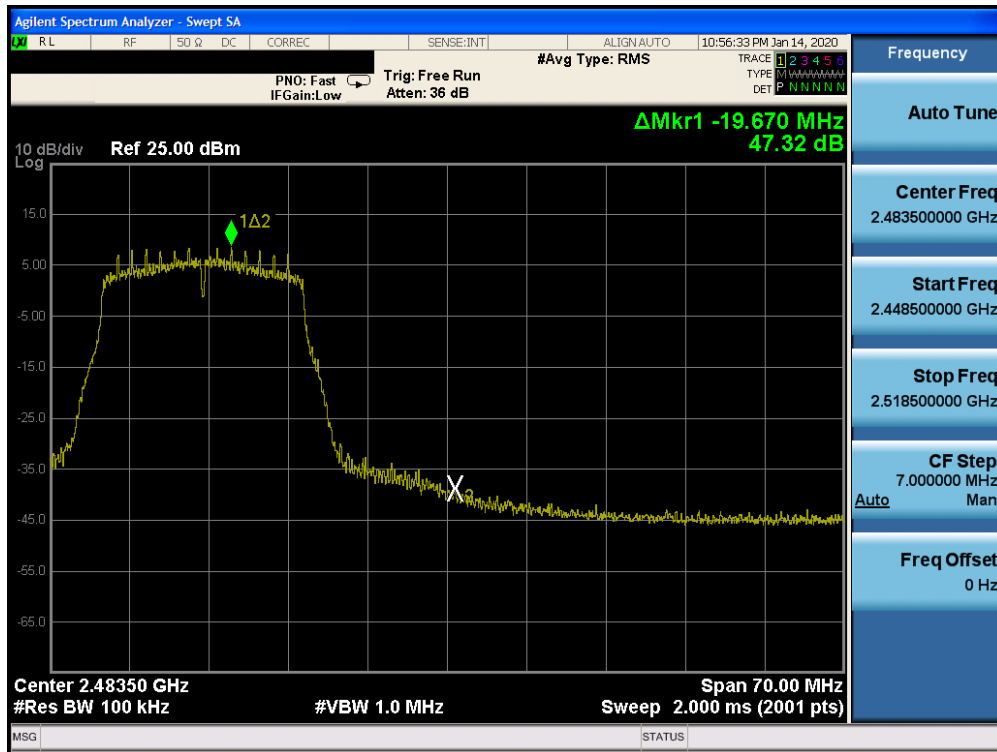 Agilent Spectrum Analyzer - Swept SA
LXI RL RF 50 Ω DC CORREC SENSE:INT ALIGN AUTO 10:56:33 PM Jan 14, 2020
Frequency
#Avg Type: RMS TRACE 1 2 3 4 5 6
PNO: Fast Trig: Free Run TYPE M
IFGain:Low Atten: 36 dB DET P N N N N N
Auto Tune
ΔMkr1 -19.670 MHz
47.32 dB
10 dB/div Ref 25.00 dBm
Log
Center Freq
2.483500000 GHz
15.0
1Δ2
5.00
Start Freq
2.448500000 GHz
-5.00
-15.0
Stop Freq
2.518500000 GHz
-25.0
-35.0
CF Step
7.000000 MHz
Auto Man
-45.0
Freq Offset
0 Hz
-55.0
-65.0
Center 2.48350 GHz Span 70.00 MHz
#Res BW 100 kHz #VBW 1.0 MHz Sweep 2.000 ms (2001 pts)
MSG STATUS